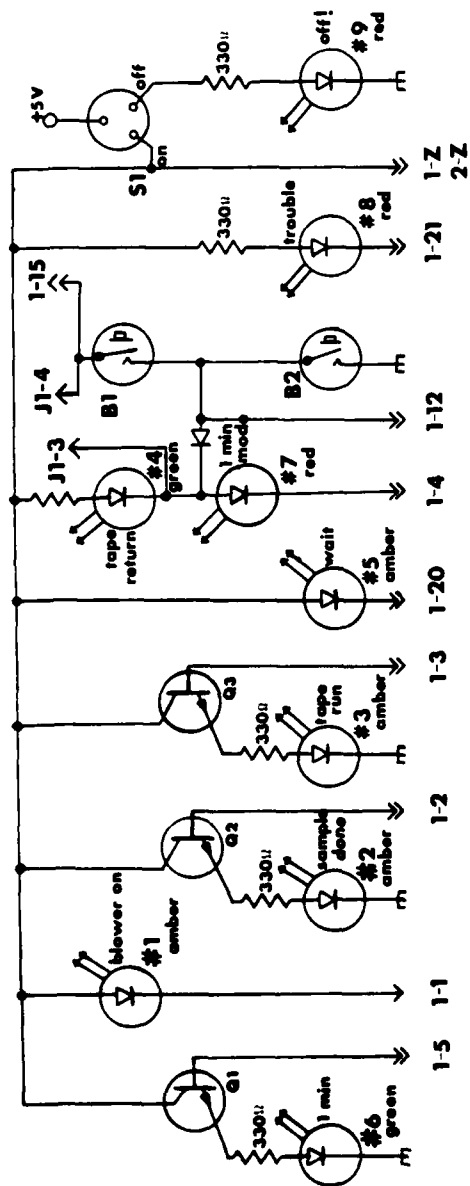 Q1
330Ω
1 min
#6
green
1-5
blower on
#1
amber
1-1
Q2
330Ω
sample
done
#2
amber
1-2
Q3
330Ω
tape
run
#3
amber
1-3
wait
#5
amber
1-20
J1-3
tape
return
#4
green
1 min
mode
#7
red
1-4
1-12
J1-4
1-15
B1
B2
330Ω
trouble
#8
red
1-21
+5V
S1
on
off
1-Z
2-Z
330Ω
off!
#9
red